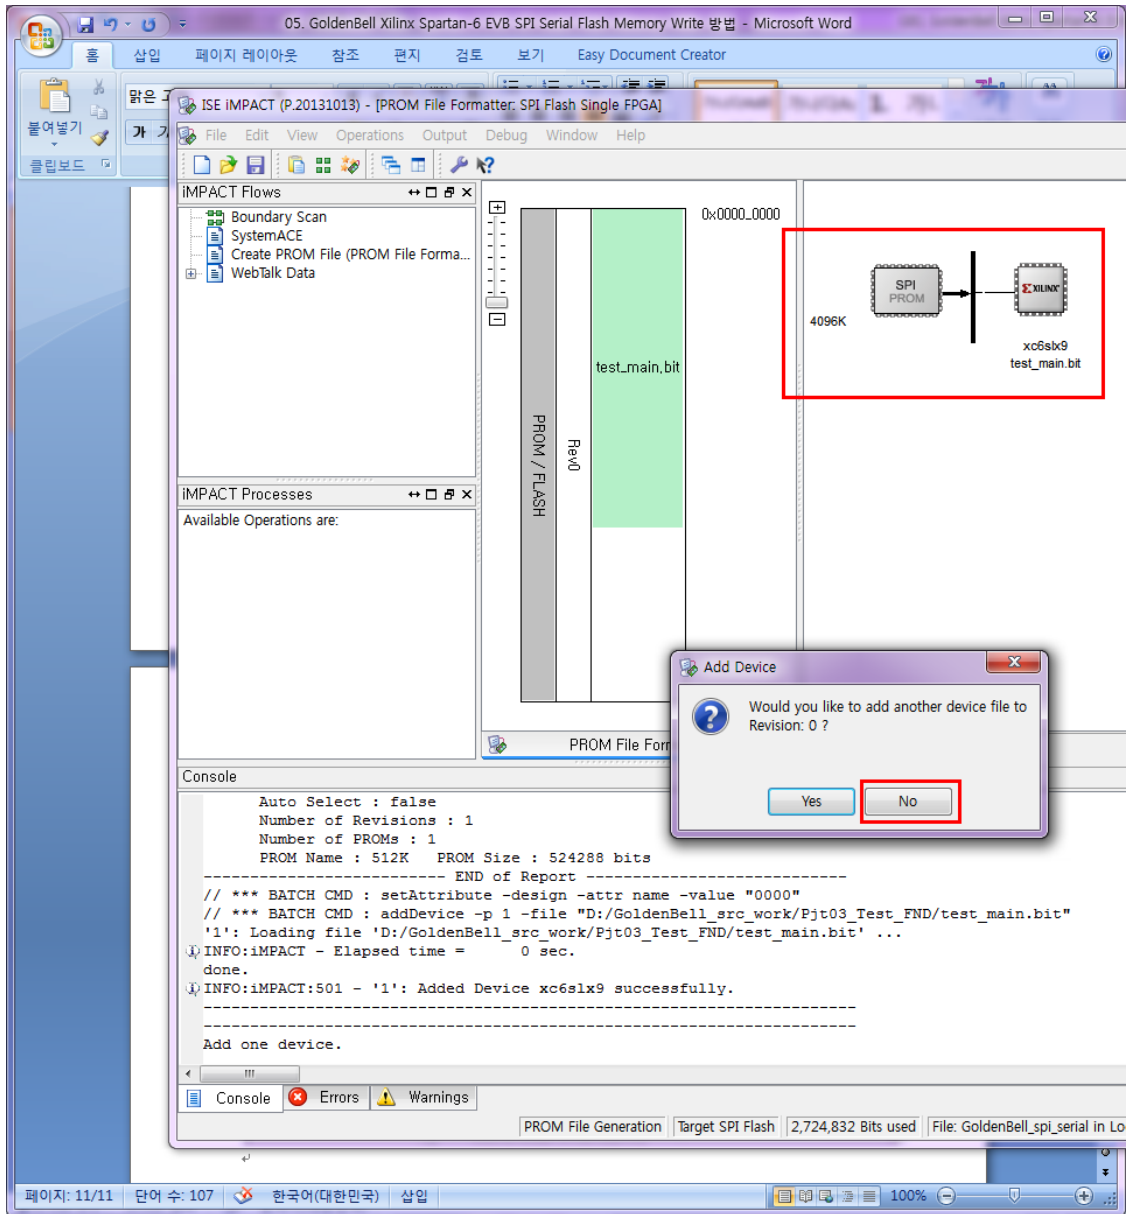 05. GoldenBell Xilinx Spartan-6 EVB SPI Serial Flash Memory Write 방법 - Microsoft Word
홈 삽입 페이지 레이아웃 참조 편지 검토 보기 Easy Document Creator
붙여넣기
맑은
가
클립보드
ISE iMPACT (P.20131013) - [PROM File Formatter: SPI Flash Single FPGA]
File Edit View Operations Output Debug Window Help
iMPACT Flows
Boundary Scan
SystemACE
Create PROM File (PROM File Forma...
WebTalk Data
iMPACT Processes
Available Operations are:
PROM / FLASH
Rev0
test_main.bit
0x0000_0000
4096K
SPI
PROM
XILINX
xc6slx9
test_main.bit
PROM File Form
Add Device
Would you like to add another device file to
Revision: 0 ?
Yes No
Console
Auto Select : false
Number of Revisions : 1
Number of PROMs : 1
PROM Name : 512K PROM Size : 524288 bits
------------------------- END of Report ---------------------------
// *** BATCH CMD : setAttribute -design -attr name -value "0000"
// *** BATCH CMD : addDevice -p 1 -file "D:/GoldenBell_src_work/Pjt03_Test_FND/test_main.bit"
'1': Loading file 'D:/GoldenBell_src_work/Pjt03_Test_FND/test_main.bit' ...
INFO:iMPACT - Elapsed time = 0 sec.
done.
INFO:iMPACT:501 - '1': Added Device xc6slx9 successfully.
--------------------------------------------------------------------
--------------------------------------------------------------------
Add one device.
Console Errors Warnings
PROM File Generation Target SPI Flash 2,724,832 Bits used File: GoldenBell_spi_serial in Lo
페이지: 11/11 단어 수: 107 한국어(대한민국) 삽입 100%